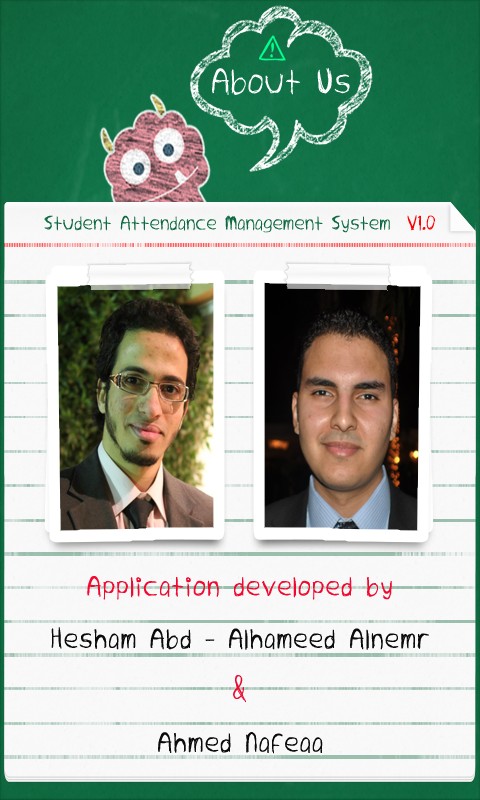 About Us
Student Attendance Management System V1.0
Application developed by
Hesham Abd - Alhameed Alnemr
&
Ahmed Nafeaa